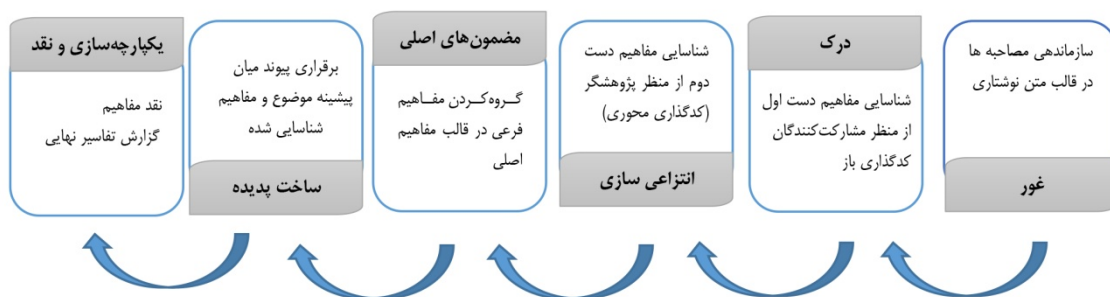 سازماندهی مصاحبه ها
در قالب متن نوشتاری
غور
درک
شناسایی مفاهیم دست اول
از منظر مشارکت‌کنندگان
کدگذاری باز
شناسایی مفاهیم دست
دوم از منظر پژوهشگر
(کدگذاری محوری)
انتزاعی سازی
مضمون‌های اصلی
گروه‌کردن مفاهیم
فرعی در قالب مفاهیم
اصلی
برقراری پیوند میان
پیشینه موضوع و مفاهیم
شناسایی شده
ساخت پدیده
یکپارچه‌سازی و نقد
نقد مفاهیم
گزارش تفاسیر نهایی